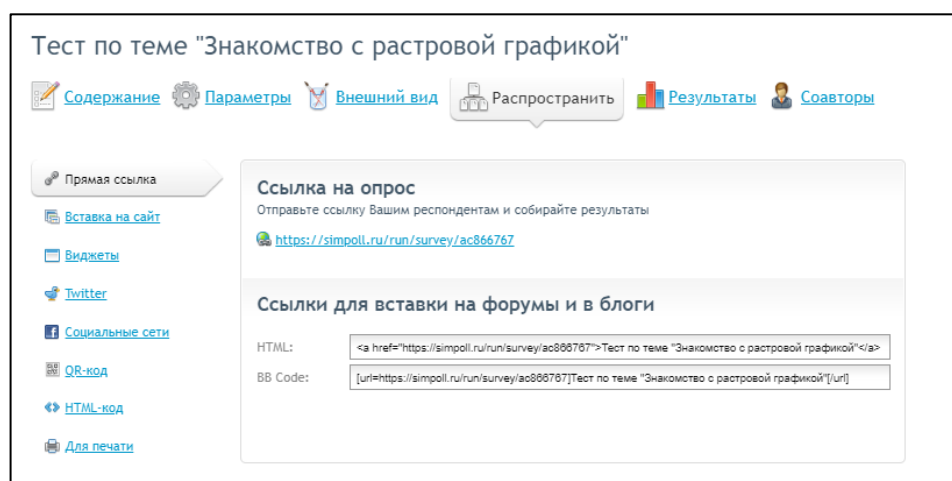 Тест по теме "Знакомство с растровой графикой"
Содержание Параметры Внешний вид Распространить Результаты Соавторы
Прямая ссылка
Вставка на сайт
Виджеты
Twitter
Социальные сети
QR-код
HTML-код
Для печати
Ссылка на опрос
Отправьте ссылку Вашим респондентам и собирайте результаты
https://simpoll.ru/run/survey/ac866767
Ссылки для вставки на форумы и в блоги
HTML: <a href="https://simpoll.ru/run/survey/ac866767">Тест по теме "Знакомство с растровой графикой"</a>
BB Code: [url=https://simpoll.ru/run/survey/ac866767]Тест по теме "Знакомство с растровой графикой"[/url]